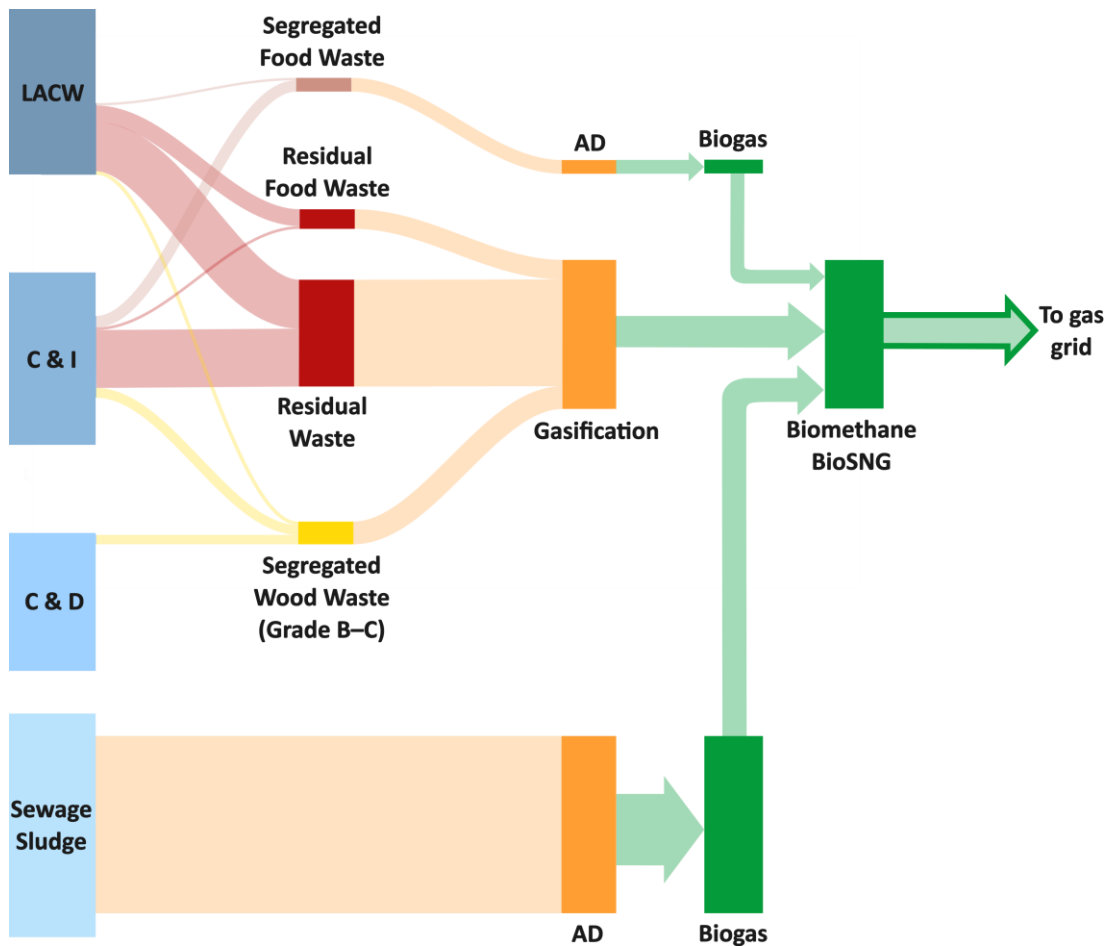 Segregated
Food Waste
LACW
AD
Biogas
Residual
Food Waste
To gas
grid
C & I
Residual
Waste
Gasification
Biomethane
BioSNG
Segregated
Wood Waste
(Grade B–C)
C & D
Sewage
Sludge
AD
Biogas